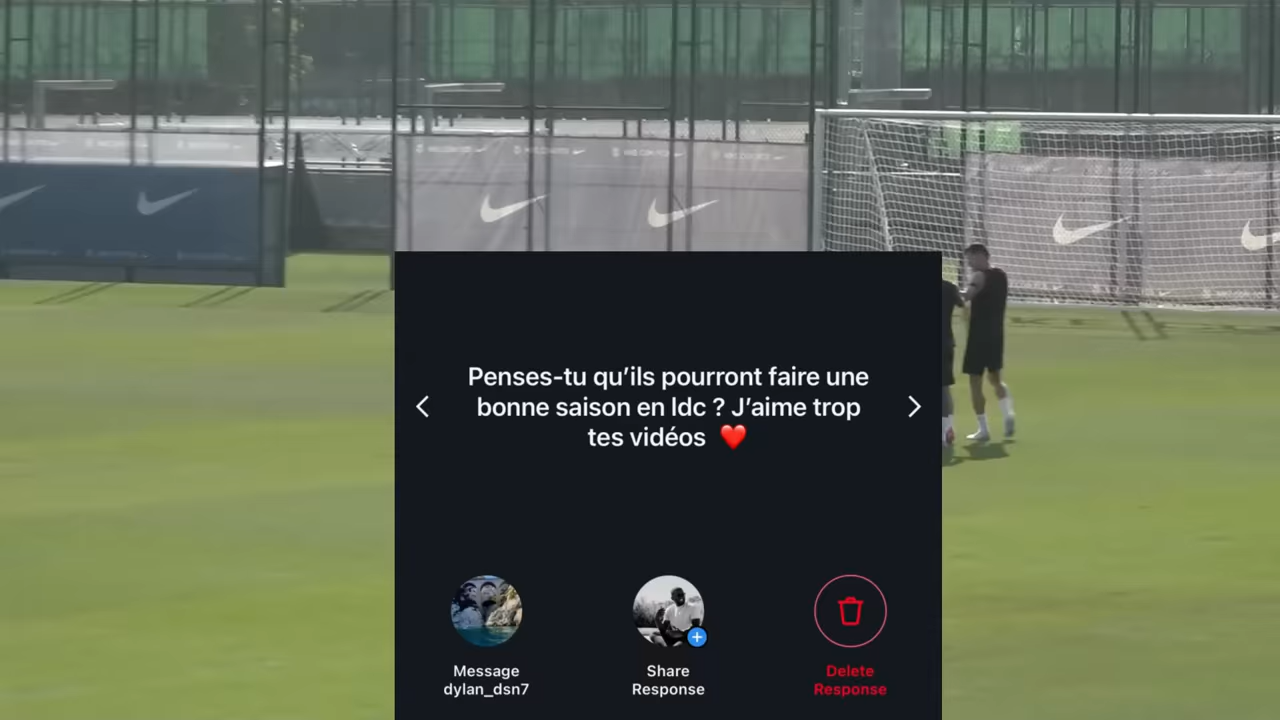 Penses-tu qu’ils pourront faire une
bonne saison en ldc ? J’aime trop
tes vidéos ❤️
Message
dylan_dsn7
Share
Response
Delete
Response